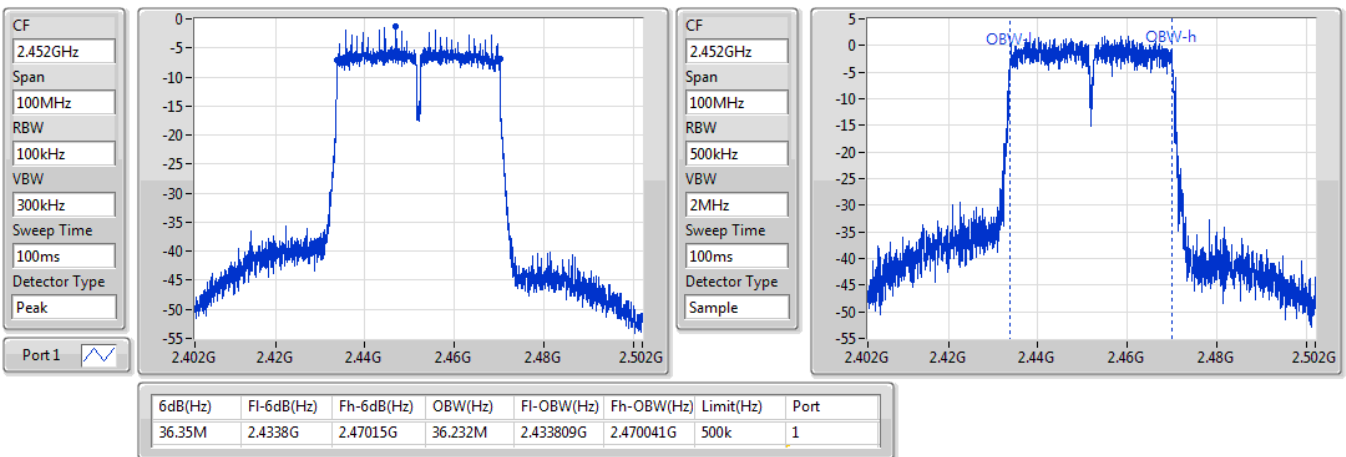 CF
2.452GHz
Span
100MHz
RBW
100kHz
VBW
300kHz
Sweep Time
100ms
Detector Type
Peak
Port 1
0
-5
-10
-15
-20
-25
-30
-35
-40
-45
-50
-55
2.402G 2.42G 2.44G 2.46G 2.48G 2.502G
CF
2.452GHz
Span
100MHz
RBW
500kHz
VBW
2MHz
Sweep Time
100ms
Detector Type
Sample
5
0
-5
-10
-15
-20
-25
-30
-35
-40
-45
-50
-55
OBW-l OBW-h
2.402G 2.42G 2.44G 2.46G 2.48G 2.502G
6dB(Hz) Fl-6dB(Hz) Fh-6dB(Hz) OBW(Hz) Fl-OBW(Hz) Fh-OBW(Hz) Limit(Hz) Port
36.35M 2.4338G 2.47015G 36.232M 2.433809G 2.470041G 500k 1